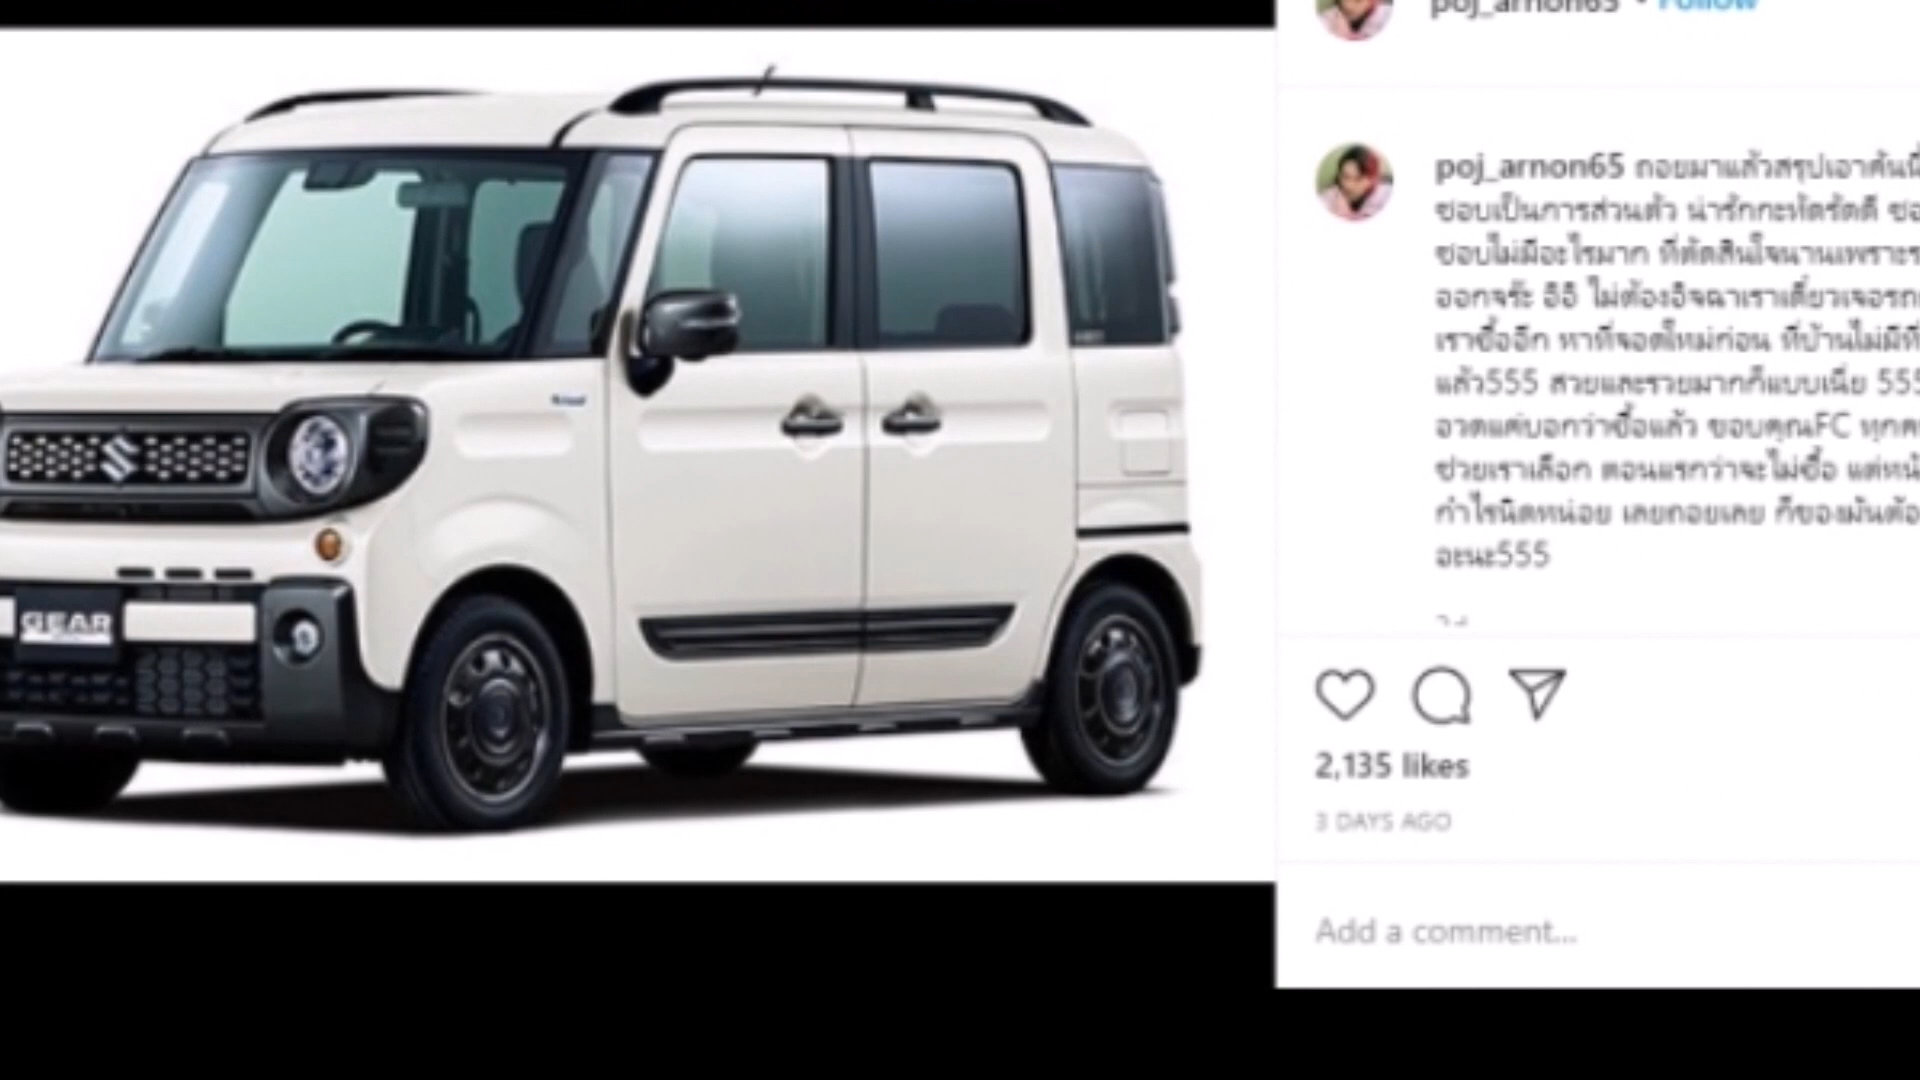 poj_arnon65 • Follow
poj_arnon65 ถอยมาแล้วสรุปเอาคันนี้
ชอบเป็นการส่วนตัว น่ารักกะทัดรัดดี
ชอบไม่มีอะไรมาก ที่ตัดสินใจนานเพราะ
ออกจร๊ะ อิอิ ไม่ต้องอิจฉาเราเดี๋ยวเจอรถ
เราซื้ออีก หาที่จอดใหม่ก่อน ที่บ้านไม่มี
แล้ว555 สวยและรวยมากก็แบบเนี่ย 555
อวดแค่บอกว่าซื้อแล้ว ขอบคุณFC
ช่วยเราเลือก ตอนแรกว่าจะไม่ซื้อ
กำไรนิดหน่อย เลยถอยเลย ก็ของมันต้อ
อะนะ555
GEAR
2,135 likes
3 DAYS AGO
Add a comment...